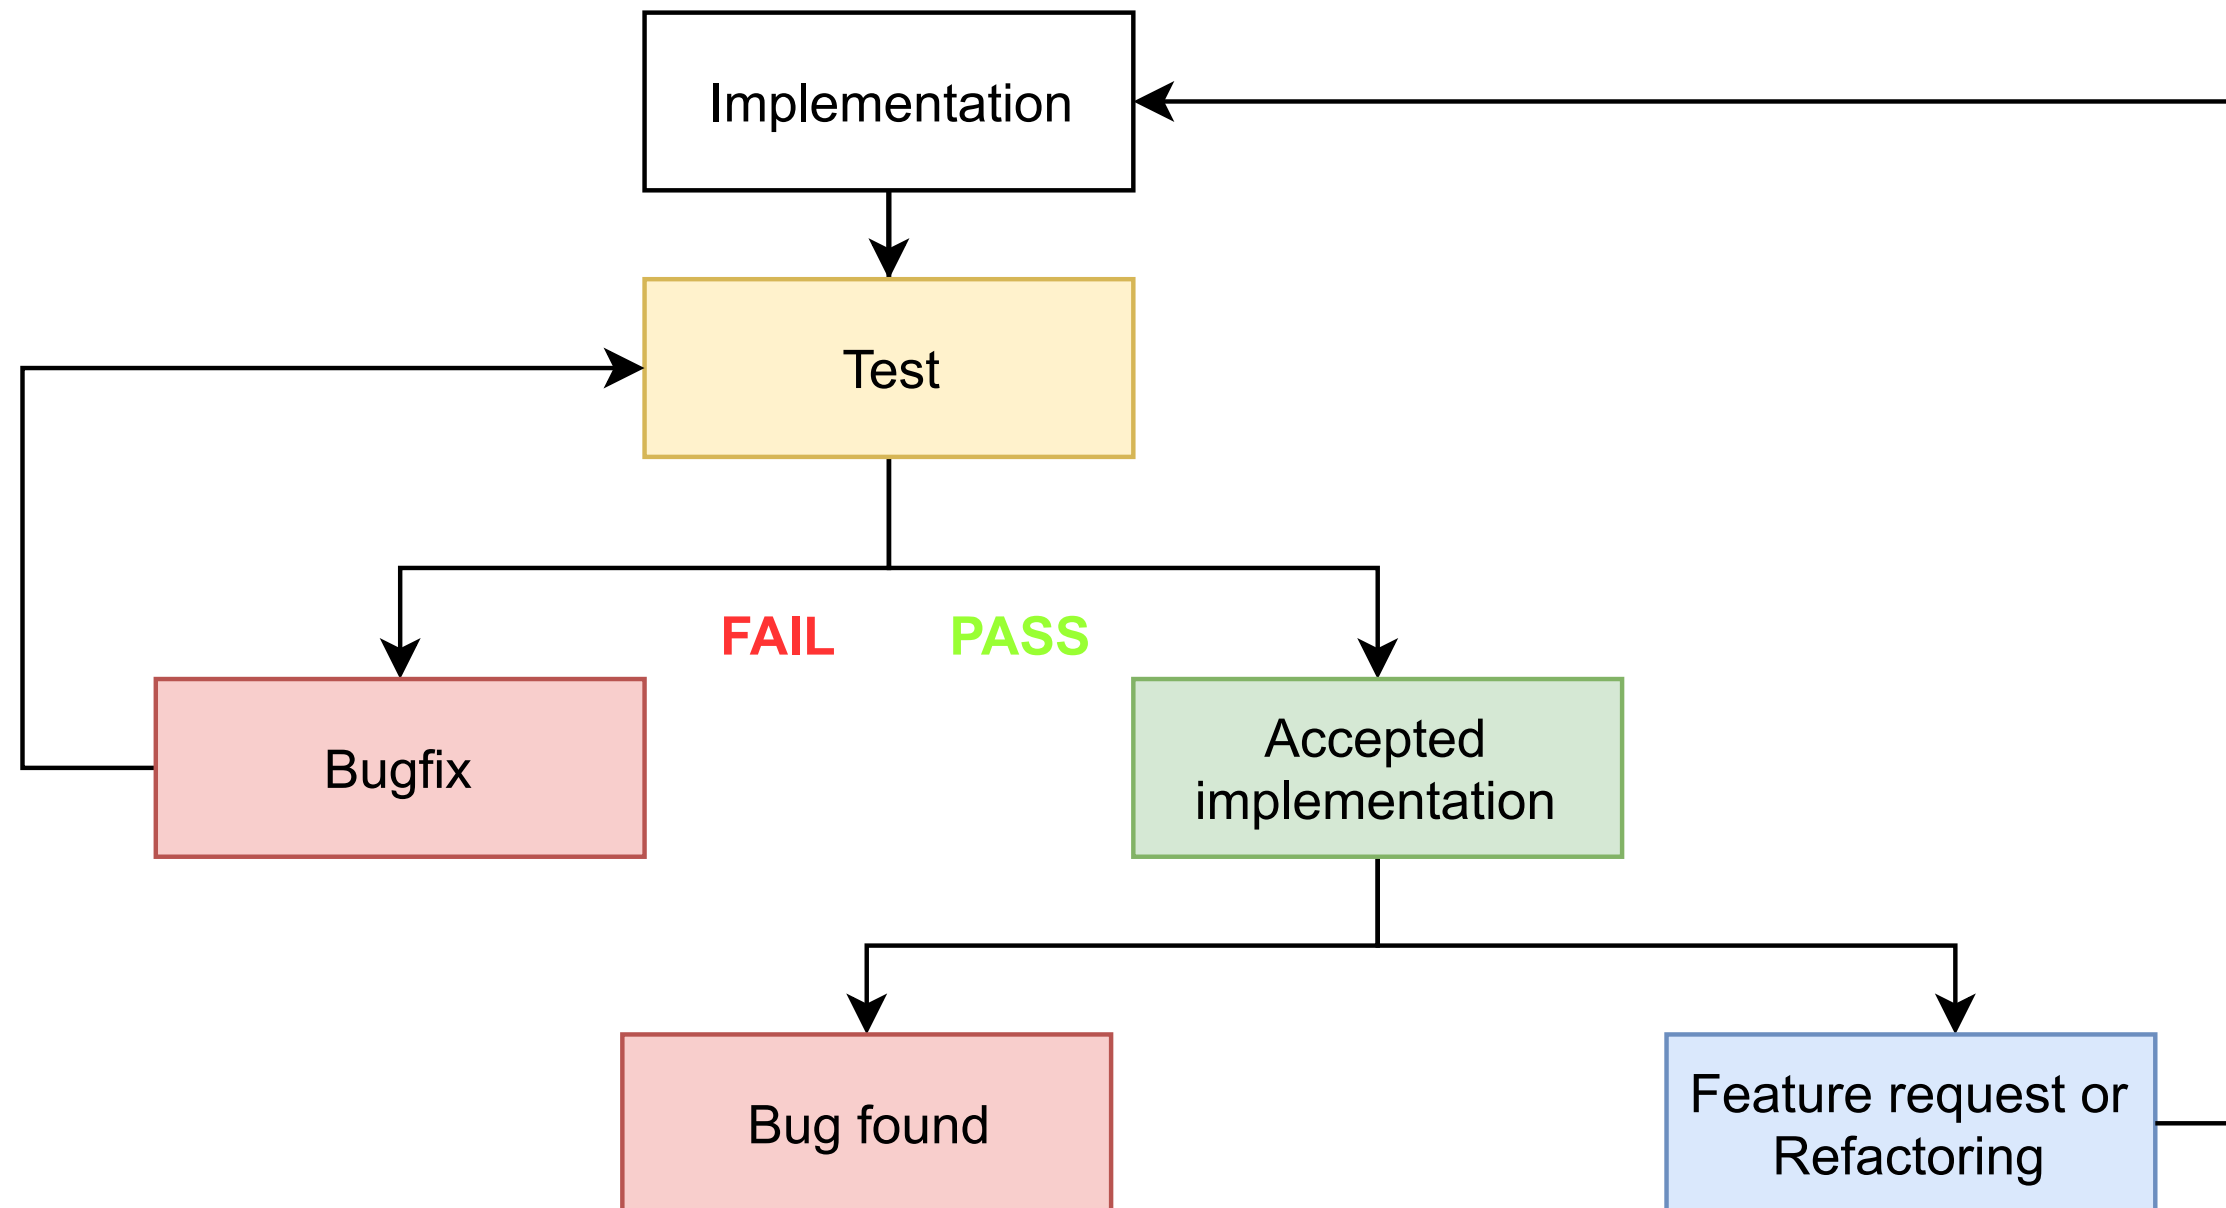 Implementation
Test
FAIL
PASS
Bugfix
Accepted
implementation
Bug found
Feature request or
Refactoring